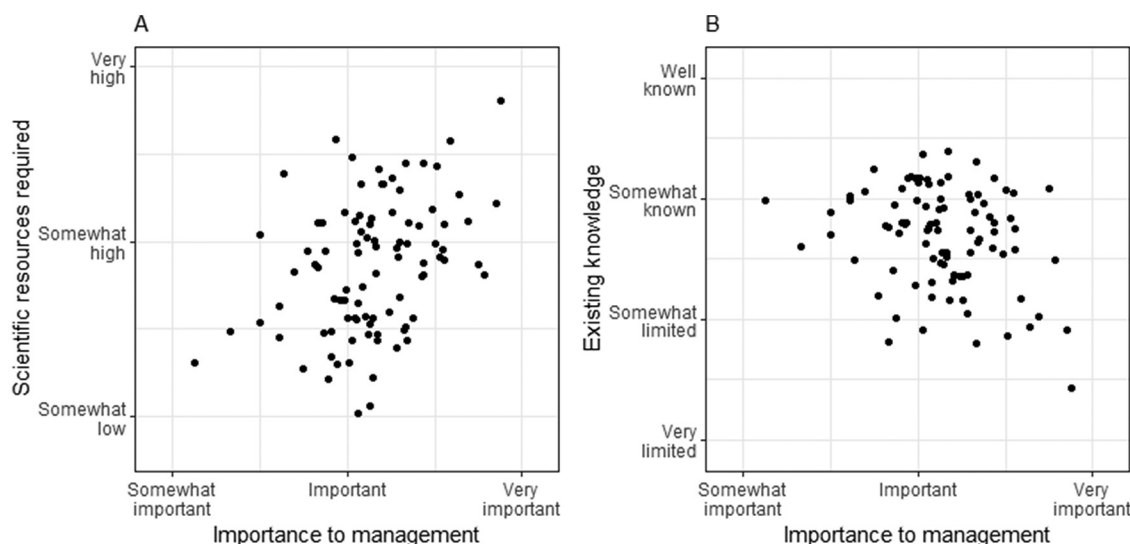 A
Scientific resources required
Very
high
Somewhat
high
Somewhat
low
Somewhat
important
Important
Very
important
Importance to management
B
Existing knowledge
Well
known
Somewhat
known
Somewhat
limited
Very
limited
Somewhat
important
Important
Very
important
Importance to management